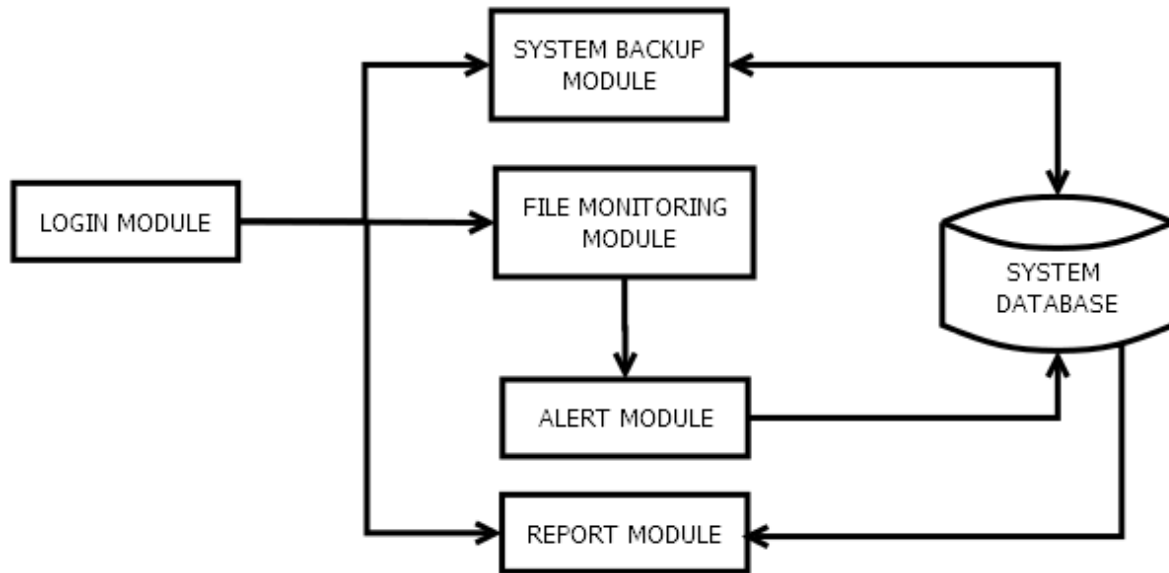 SYSTEM BACKUP
MODULE
LOGIN MODULE
FILE MONITORING
MODULE
SYSTEM
DATABASE
ALERT MODULE
REPORT MODULE